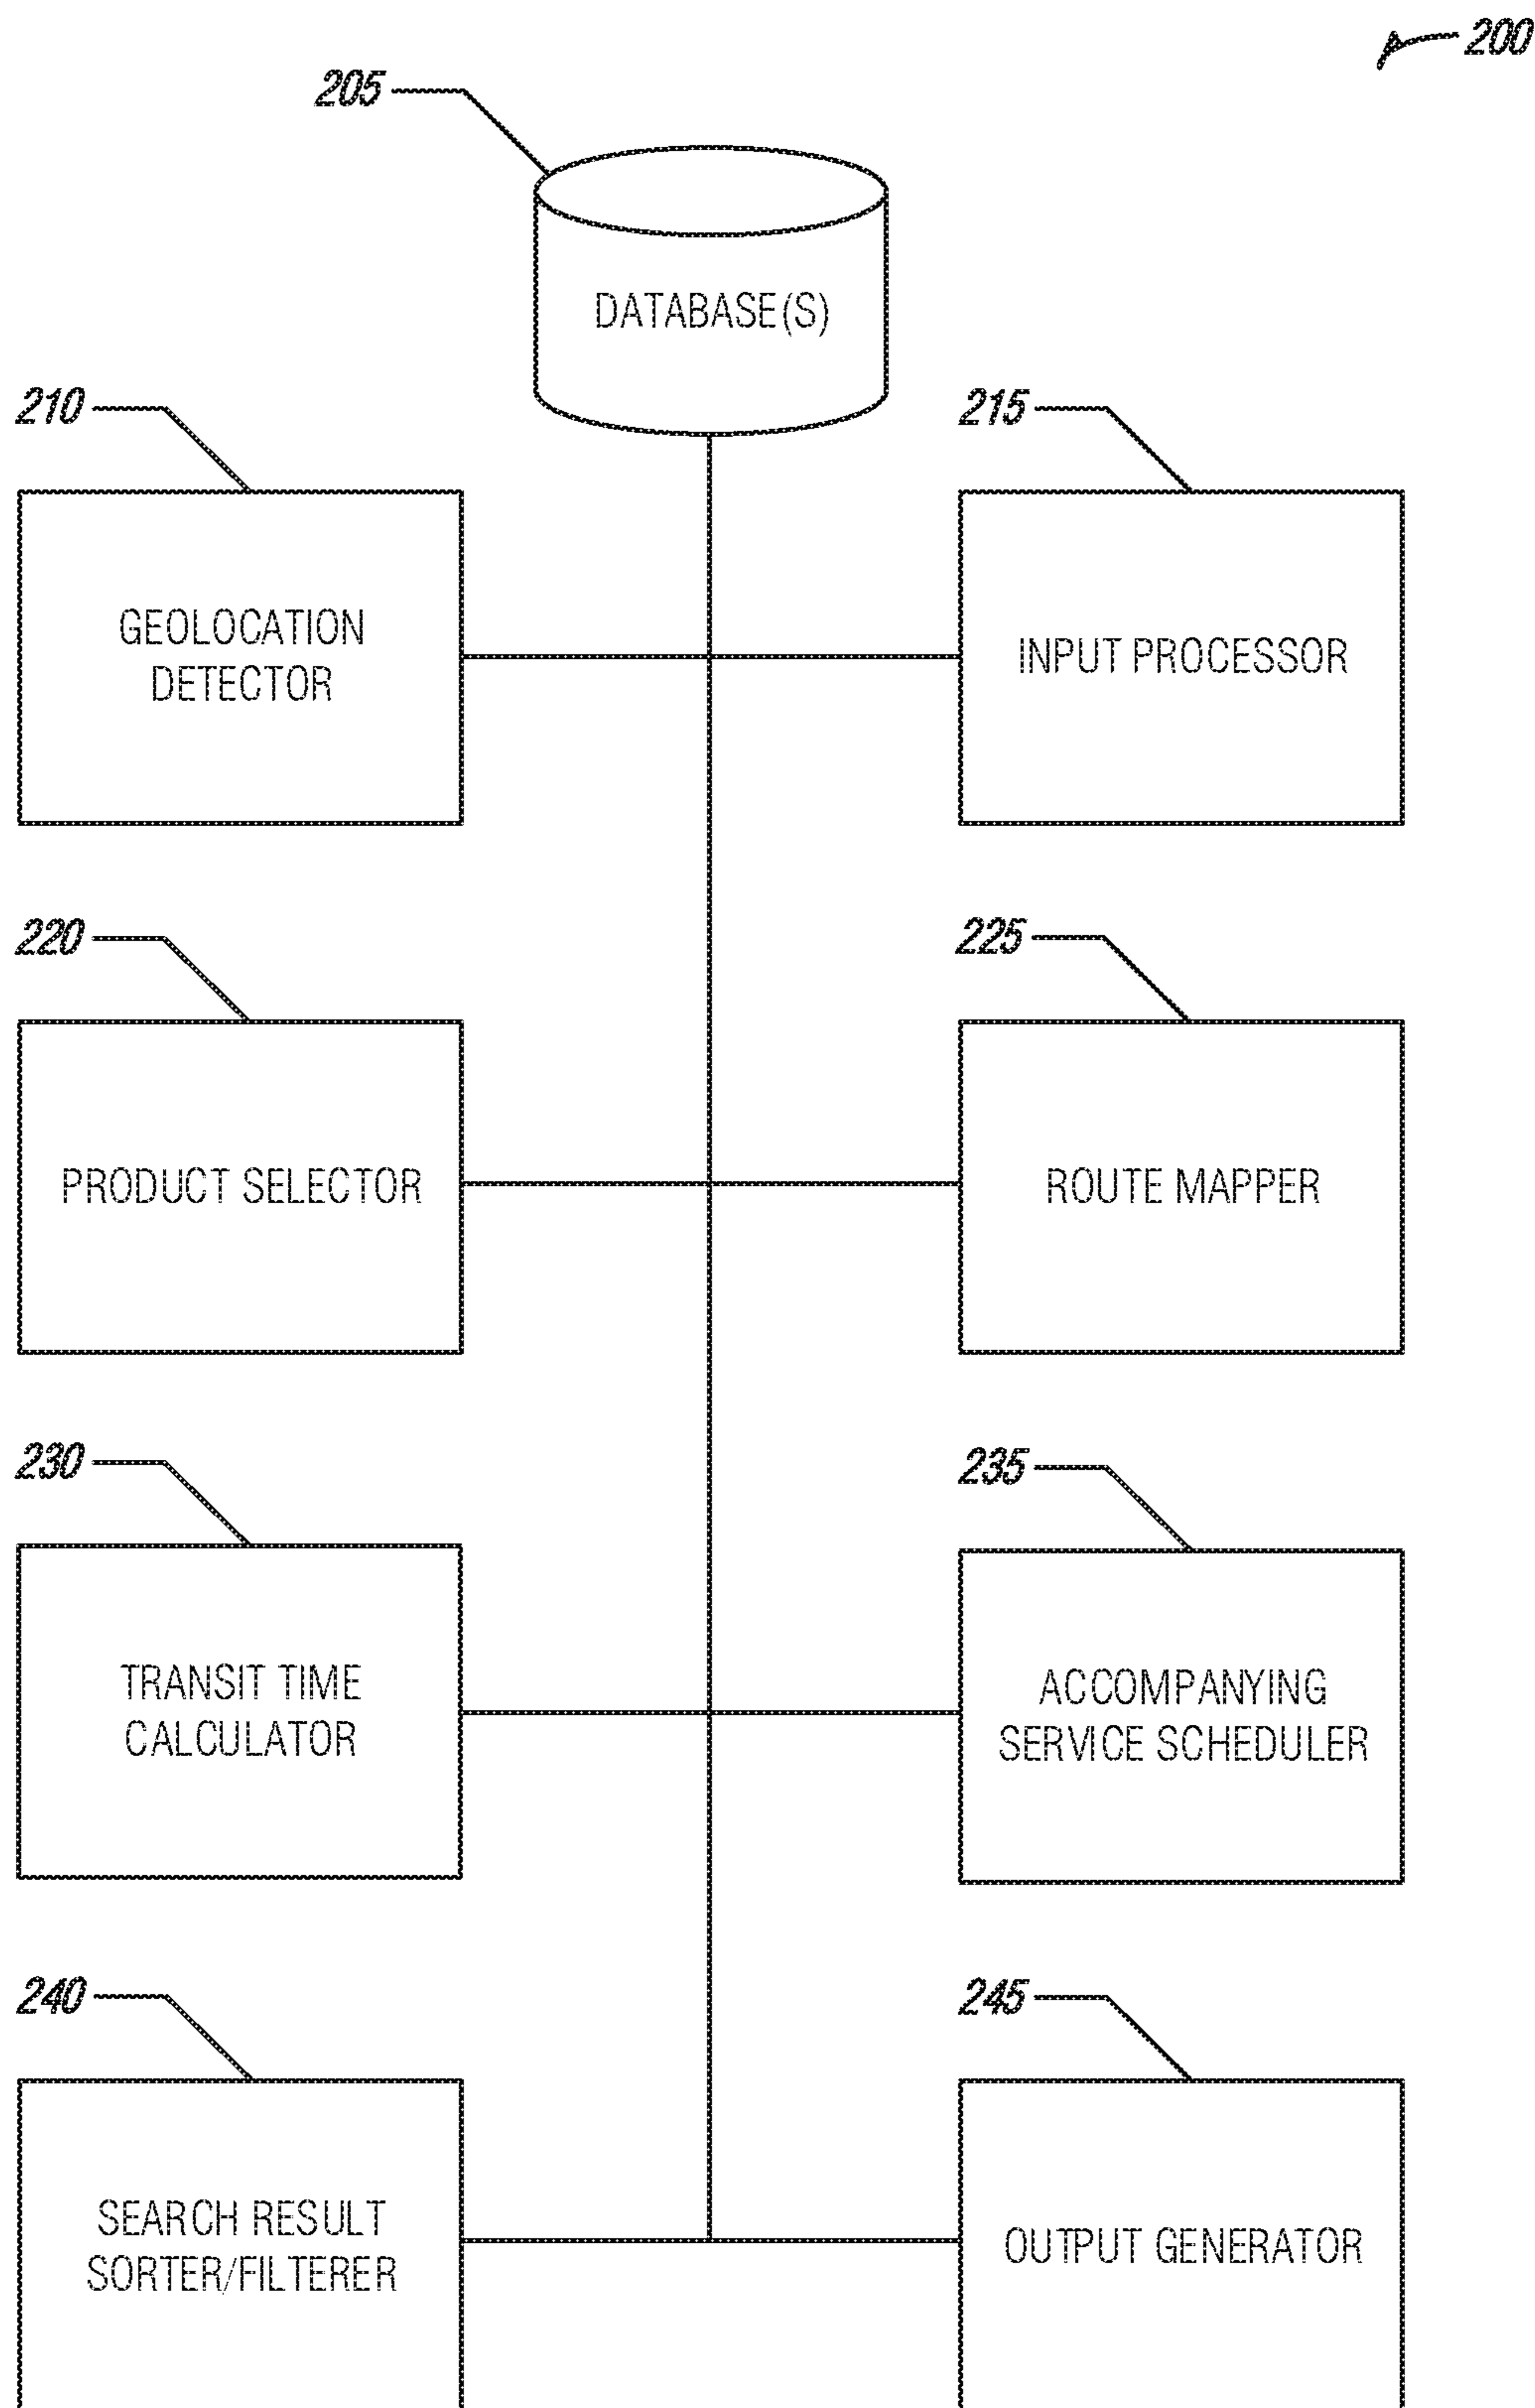 200
205
DATABASE(S)
210
215
GEOLOCATION
DETECTOR
INPUT PROCESSOR
220
225
PRODUCT SELECTOR
ROUTE MAPPER
230
235
TRANSIT TIME
CALCULATOR
ACCOMPANYING
SERVICE SCHEDULER
240
245
SEARCH RESULT
SORTER/FILTERER
OUTPUT GENERATOR